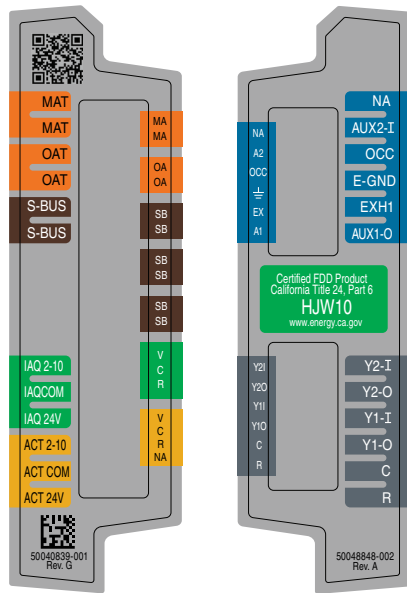 MAT
MAT
OAT
OAT
S-BUS
S-BUS
IAQ 2-10
IAQCOM
IAQ 24V
ACT 2-10
ACT COM
ACT 24V
MA
MA
OA
OA
SB
SB
SB
SB
SB
SB
V
C
R
V
C
R
NA
50040839-001
Rev. G
NA
A2
OCC
EX
A1
NA
AUX2-I
OCC
E-GND
EXH1
AUX1-O
Certified FDD Product
California Title 24, Part 6
HJW10
www.energy.ca.gov
Y2I
Y2O
Y1I
Y1O
C
R
Y2-I
Y2-O
Y1-I
Y1-O
C
R
50048848-002
Rev. A